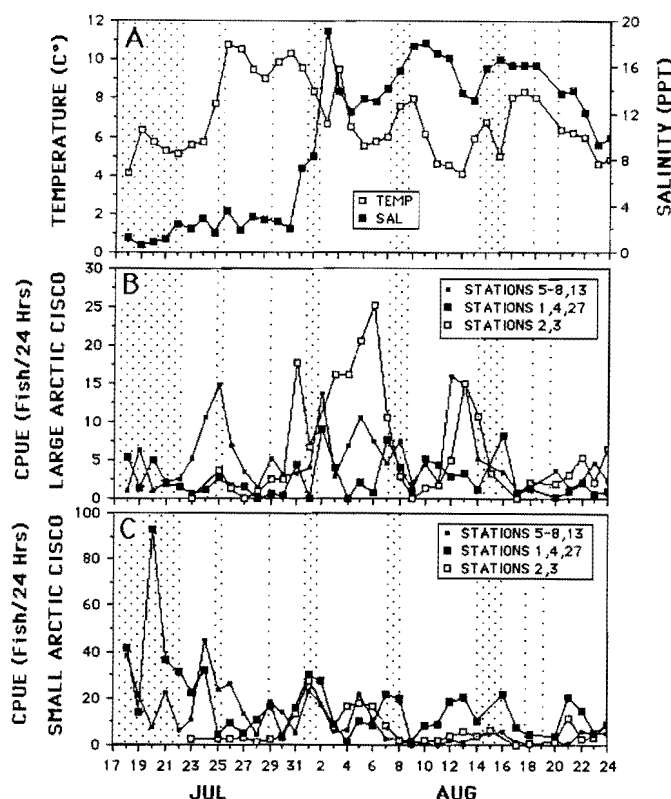 A
TEMPERATURE (C°)
12
10
8
6
4
2
0
20
16
12
8
4
0
SALINITY (PPT)
TEMP
SAL
B
CPUE (Fish/24 Hrs)
LARGE ARCTIC CISCO
30
25
20
15
10
5
0
STATIONS 5-8,13
STATIONS 1,4,27
STATIONS 2,3
C
CPUE (Fish/24 Hrs)
SMALL ARCTIC CISCO
100
80
60
40
20
0
STATIONS 5-8,13
STATIONS 1,4,27
STATIONS 2,3
17 19 21 23 25 27 29 31 2 4 6 8 10 12 14 16 18 20 22 24
JUL AUG